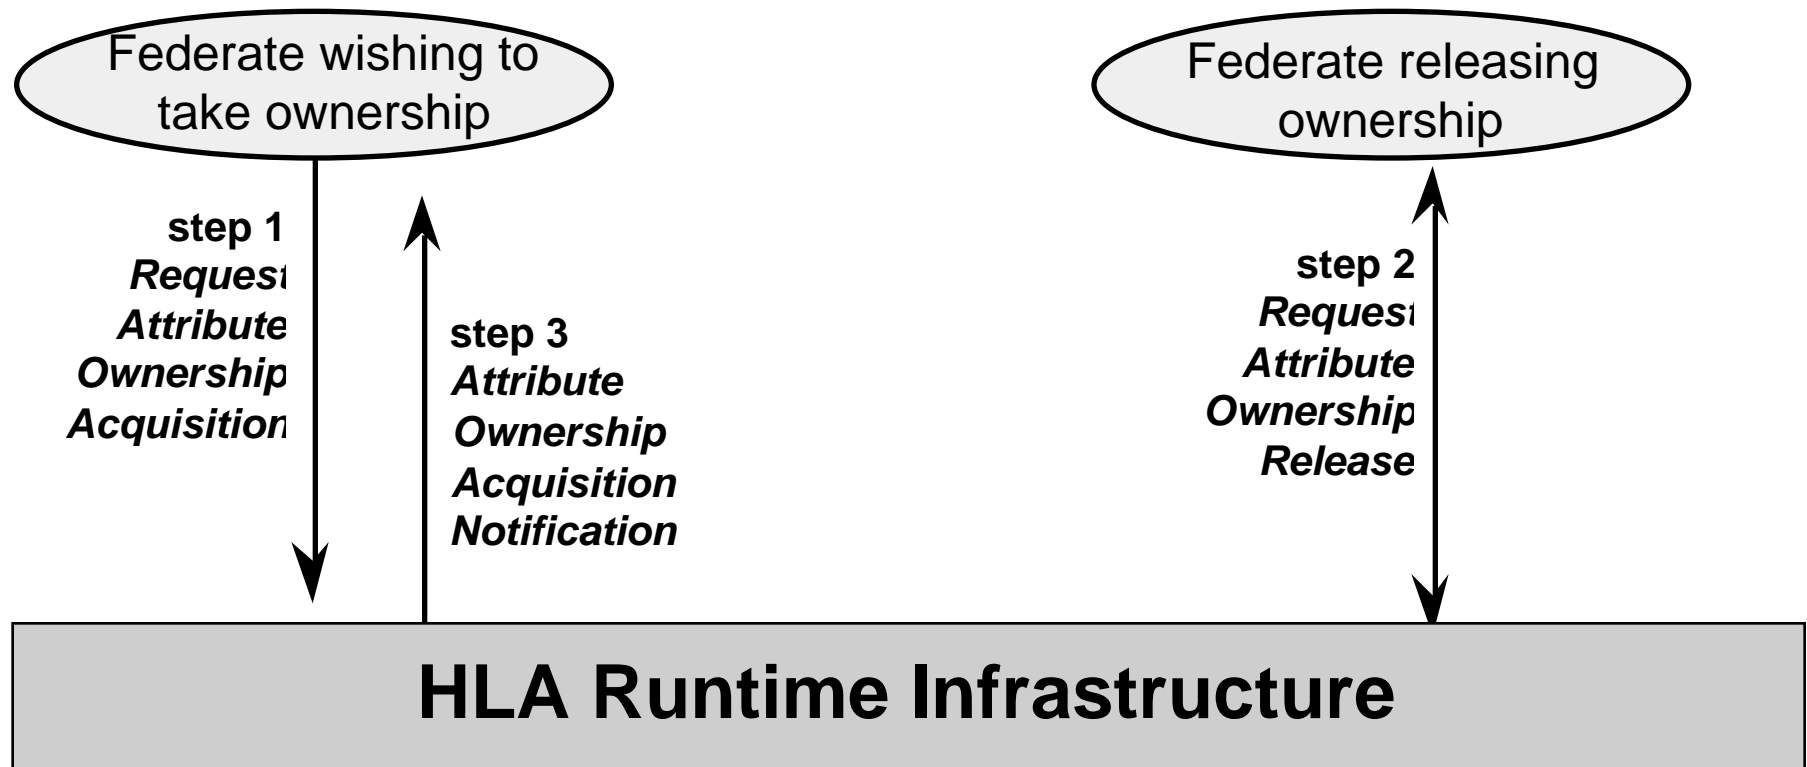 Federate wishing to
take ownership
Federate releasing
ownership
step 1
Request
Attribute
Ownership
Acquisition
step 3
Attribute
Ownership
Acquisition
Notification
step 2
Request
Attribute
Ownership
Release
HLA Runtime Infrastructure